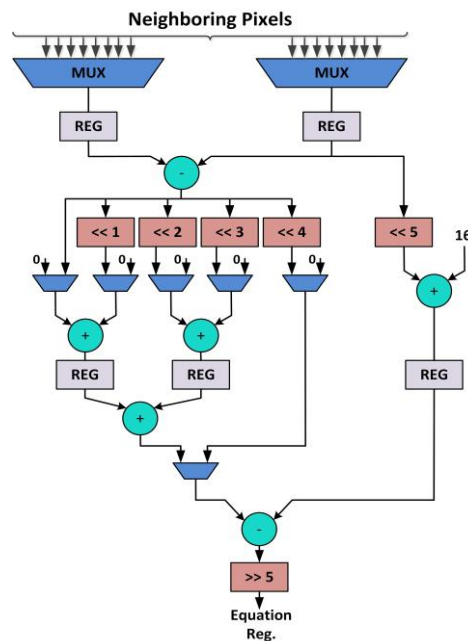 Neighboring Pixels
MUX MUX
REG REG
-
<< 1 << 2 << 3 << 4 << 5 16
0 0 0 0 0
+ + +
REG REG REG
+
-
>> 5
Equation
Reg.